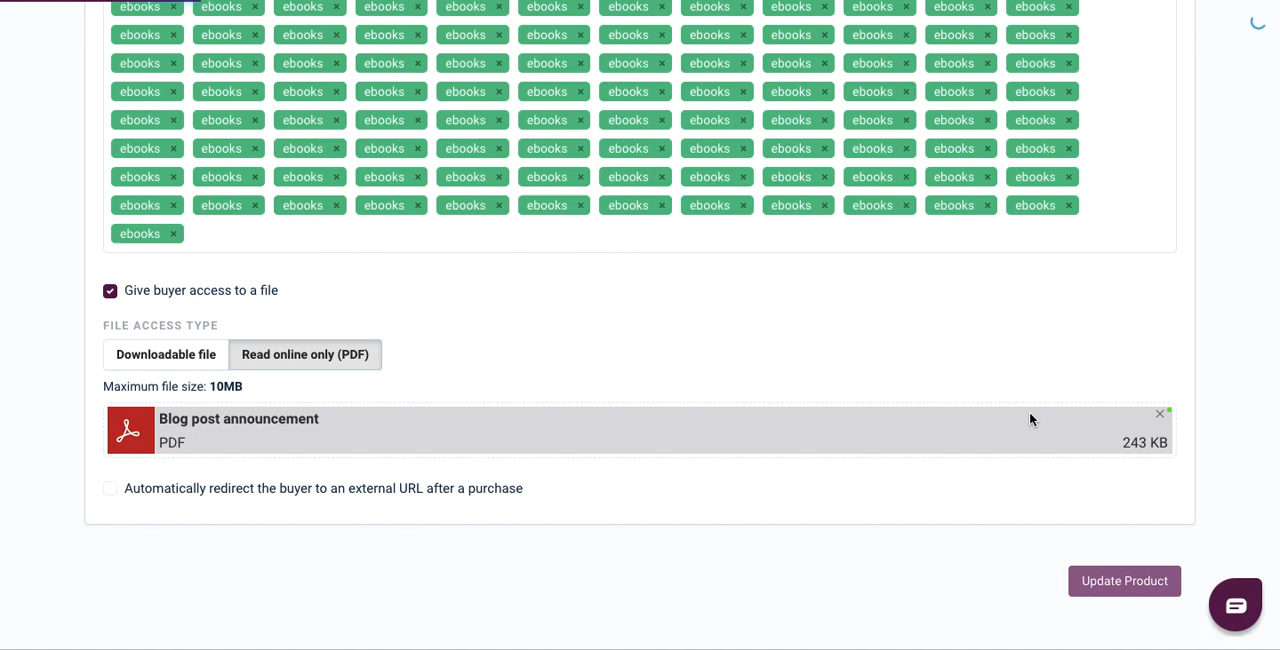 ebooks × ebooks × ebooks × ebooks × ebooks × ebooks × ebooks × ebooks × ebooks × ebooks × ebooks × ebooks ×
ebooks × ebooks × ebooks × ebooks × ebooks × ebooks × ebooks × ebooks × ebooks × ebooks × ebooks × ebooks ×
ebooks × ebooks × ebooks × ebooks × ebooks × ebooks × ebooks × ebooks × ebooks × ebooks × ebooks × ebooks ×
ebooks × ebooks × ebooks × ebooks × ebooks × ebooks × ebooks × ebooks × ebooks × ebooks × ebooks × ebooks ×
ebooks × ebooks × ebooks × ebooks × ebooks × ebooks × ebooks × ebooks × ebooks × ebooks × ebooks × ebooks ×
ebooks × ebooks × ebooks × ebooks × ebooks × ebooks × ebooks × ebooks × ebooks × ebooks × ebooks × ebooks ×
ebooks × ebooks × ebooks × ebooks × ebooks × ebooks × ebooks × ebooks × ebooks × ebooks × ebooks × ebooks ×
ebooks × ebooks × ebooks × ebooks × ebooks × ebooks × ebooks × ebooks × ebooks × ebooks × ebooks × ebooks ×
ebooks ×
Give buyer access to a file
FILE ACCESS TYPE
Downloadable file Read online only (PDF)
Maximum file size: 10MB
Blog post announcement
PDF 243 KB
Automatically redirect the buyer to an external URL after a purchase
Update Product